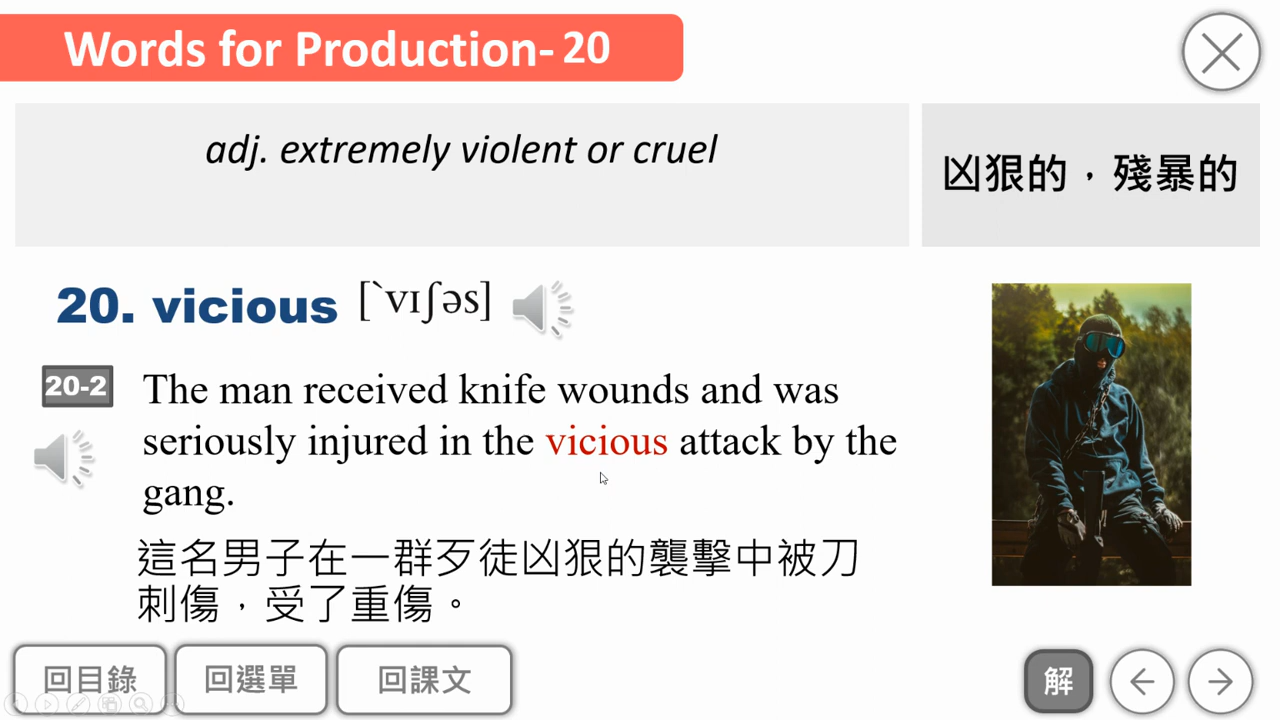 Words for Production- 20
adj. extremely violent or cruel
凶狠的，殘暴的
20. vicious [ˋvɪʃəs]
20-2
The man received knife wounds and was
seriously injured in the vicious attack by the
gang.
這名男子在一群歹徒凶狠的襲擊中被刀
刺傷，受了重傷。
回目錄
回選單
回課文
解